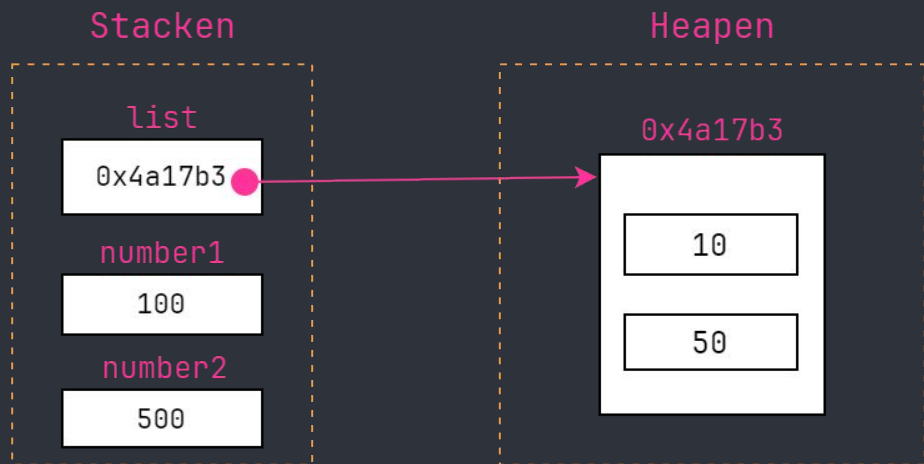 Stacken
list
0x4a17b3
number1
100
number2
500
Heapen
0x4a17b3
10
50